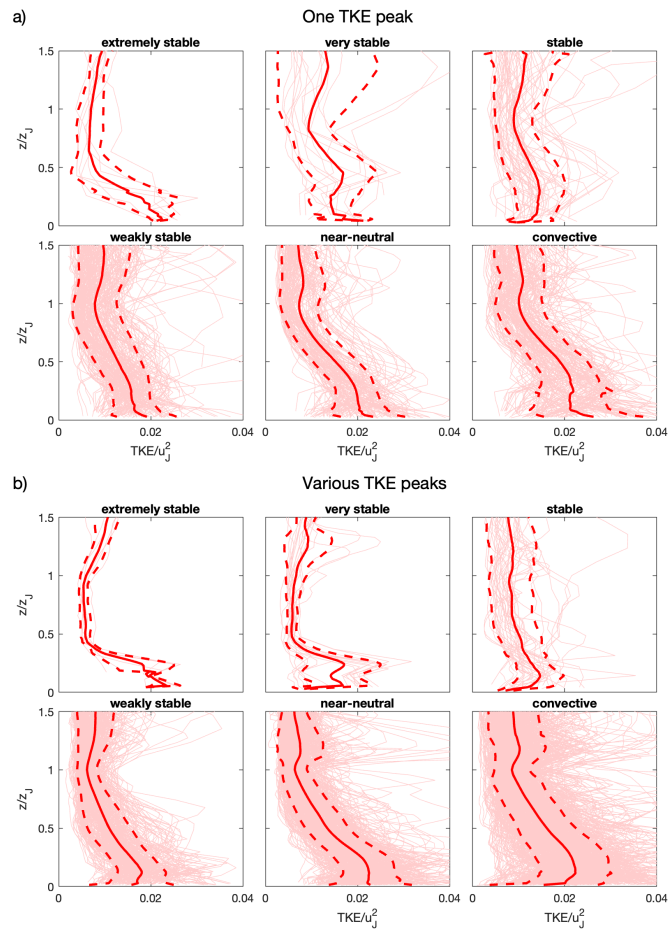 a) One TKE peak
extremely stable very stable stable
1.5
1
0.5
0
z/z_J
weakly stable near-neutral convective
1.5
1
0.5
0
z/z_J
0 0.02 0.04 0 0.02 0.04 0 0.02 0.04
TKE/u_J^2 TKE/u_J^2 TKE/u_J^2
b) Various TKE peaks
extremely stable very stable stable
1.5
1
0.5
0
z/z_J
weakly stable near-neutral convective
1.5
1
0.5
0
z/z_J
0 0.02 0.04 0 0.02 0.04 0 0.02 0.04
TKE/u_J^2 TKE/u_J^2 TKE/u_J^2